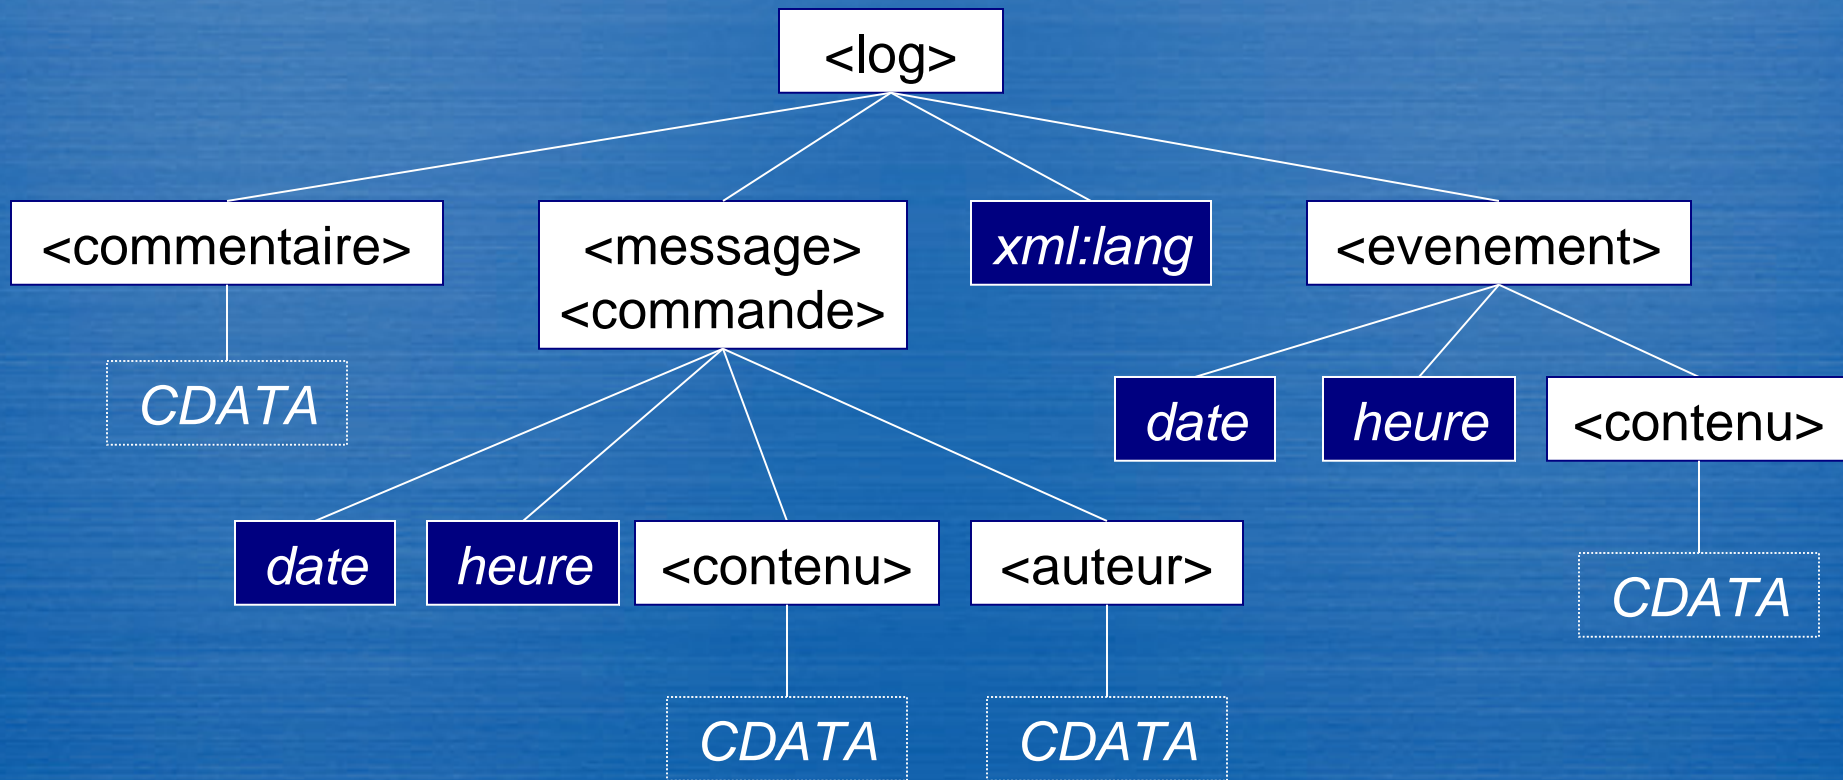 <log>
<commentaire>
<message>
<commande>
xml:lang
<evenement>
CDATA
date
heure
<contenu>
date
heure
<contenu>
<auteur>
CDATA
CDATA
CDATA